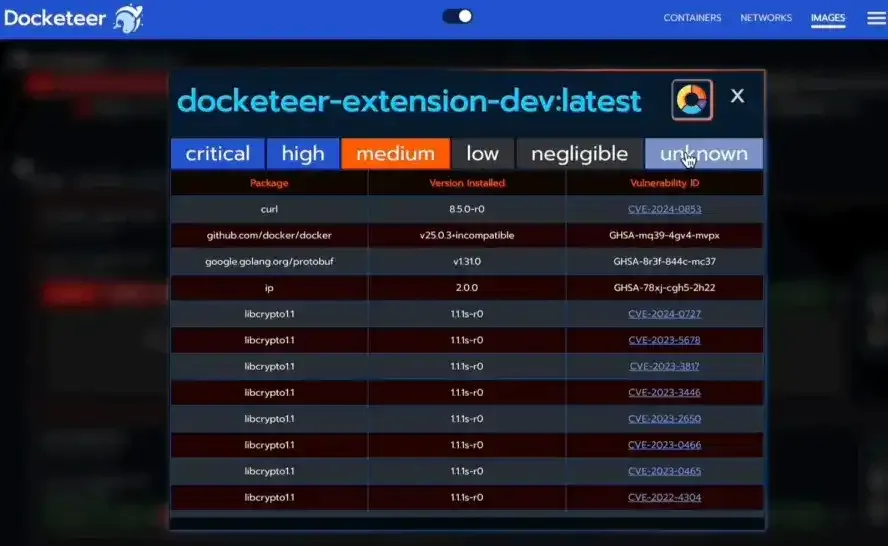 Docketeer
CONTAINERS NETWORKS IMAGES
docketeer-extension-dev:latest X
critical high medium low negligible unknown
Package Version Installed Vulnerability ID
curl 8.5.0-r0 CVE-2024-0853
github.com/docker/docker v25.0.3+incompatible GHSA-mq39-4gv4-mvpx
google.golang.org/protobuf v1.31.0 GHSA-8r3f-844c-mc37
ip 2.0.0 GHSA-78xj-cgh5-2h22
libcrypto1.1 1.1.1s-r0 CVE-2024-0727
libcrypto1.1 1.1.1s-r0 CVE-2023-5678
libcrypto1.1 1.1.1s-r0 CVE-2023-3817
libcrypto1.1 1.1.1s-r0 CVE-2023-3446
libcrypto1.1 1.1.1s-r0 CVE-2023-2650
libcrypto1.1 1.1.1s-r0 CVE-2023-0466
libcrypto1.1 1.1.1s-r0 CVE-2023-0465
libcrypto1.1 1.1.1s-r0 CVE-2022-4304